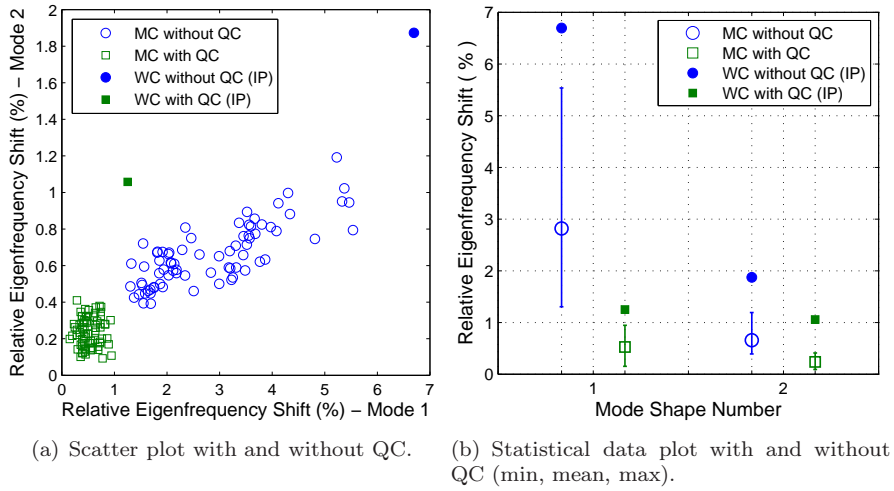 Relative Eigenfrequency Shift (%) – Mode 2
2
1.8
1.6
1.4
1.2
1
0.8
0.6
0.4
0.2
0
0 1 2 3 4 5 6 7
Relative Eigenfrequency Shift (%) – Mode 1
MC without QC
MC with QC
WC without QC (IP)
WC with QC (IP)
(a) Scatter plot with and without QC.
Relative Eigenfrequency Shift ( % )
7
6
5
4
3
2
1
0
1 2
Mode Shape Number
MC without QC
MC with QC
WC without QC (IP)
WC with QC (IP)
(b) Statistical data plot with and without
QC (min, mean, max).